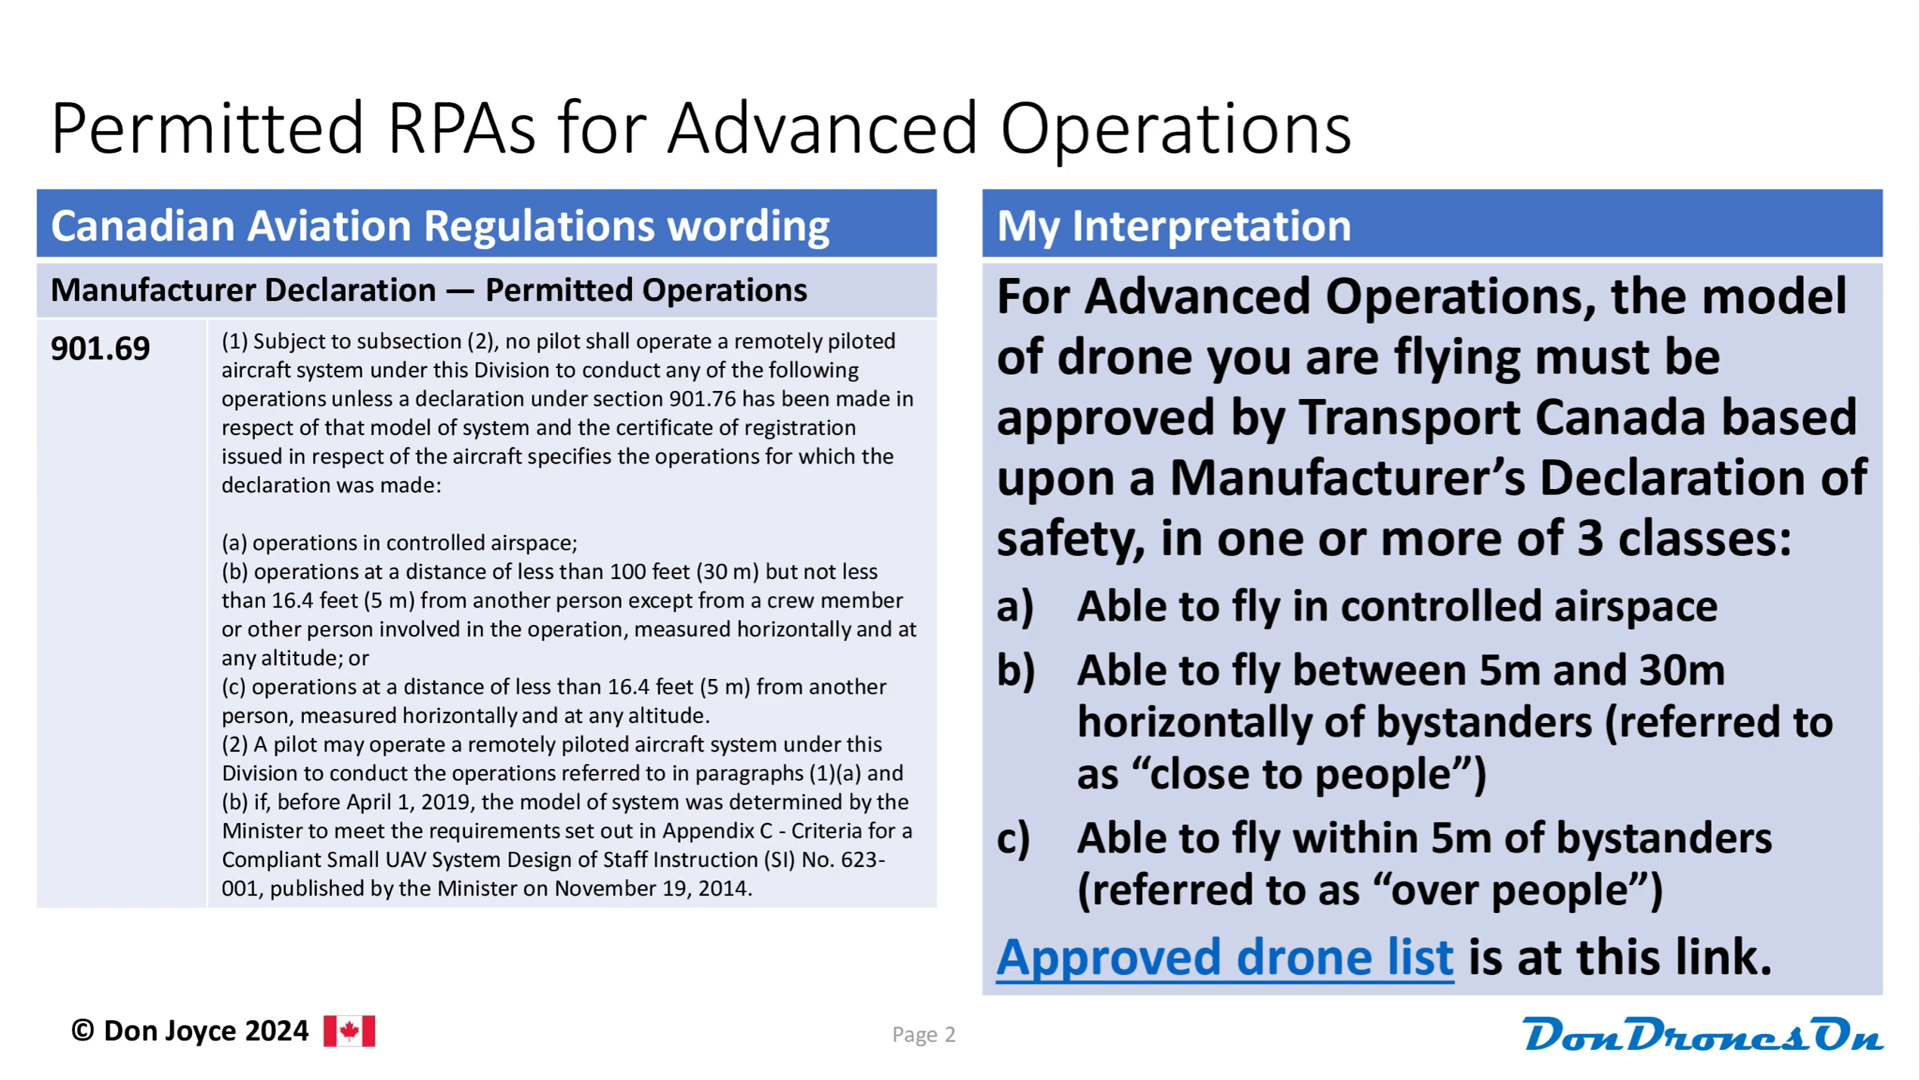 Permitted RPAs for Advanced Operations
Canadian Aviation Regulations wording
Manufacturer Declaration — Permitted Operations
901.69
(1) Subject to subsection (2), no pilot shall operate a remotely piloted
aircraft system under this Division to conduct any of the following
operations unless a declaration under section 901.76 has been made in
respect of that model of system and the certificate of registration
issued in respect of the aircraft specifies the operations for which the
declaration was made:
(a) operations in controlled airspace;
(b) operations at a distance of less than 100 feet (30 m) but not less
than 16.4 feet (5 m) from another person except from a crew member
or other person involved in the operation, measured horizontally and at
any altitude; or
(c) operations at a distance of less than 16.4 feet (5 m) from another
person, measured horizontally and at any altitude.
(2) A pilot may operate a remotely piloted aircraft system under this
Division to conduct the operations referred to in paragraphs (1)(a) and
(b) if, before April 1, 2019, the model of system was determined by the
Minister to meet the requirements set out in Appendix C - Criteria for a
Compliant Small UAV System Design of Staff Instruction (SI) No. 623-
001, published by the Minister on November 19, 2014.
My Interpretation
For Advanced Operations, the model
of drone you are flying must be
approved by Transport Canada based
upon a Manufacturer’s Declaration of
safety, in one or more of 3 classes:
a) Able to fly in controlled airspace
b) Able to fly between 5m and 30m
horizontally of bystanders (referred to
as “close to people”)
c) Able to fly within 5m of bystanders
(referred to as “over people”)
Approved drone list is at this link.
© Don Joyce 2024
Page 2
DonDronesOn